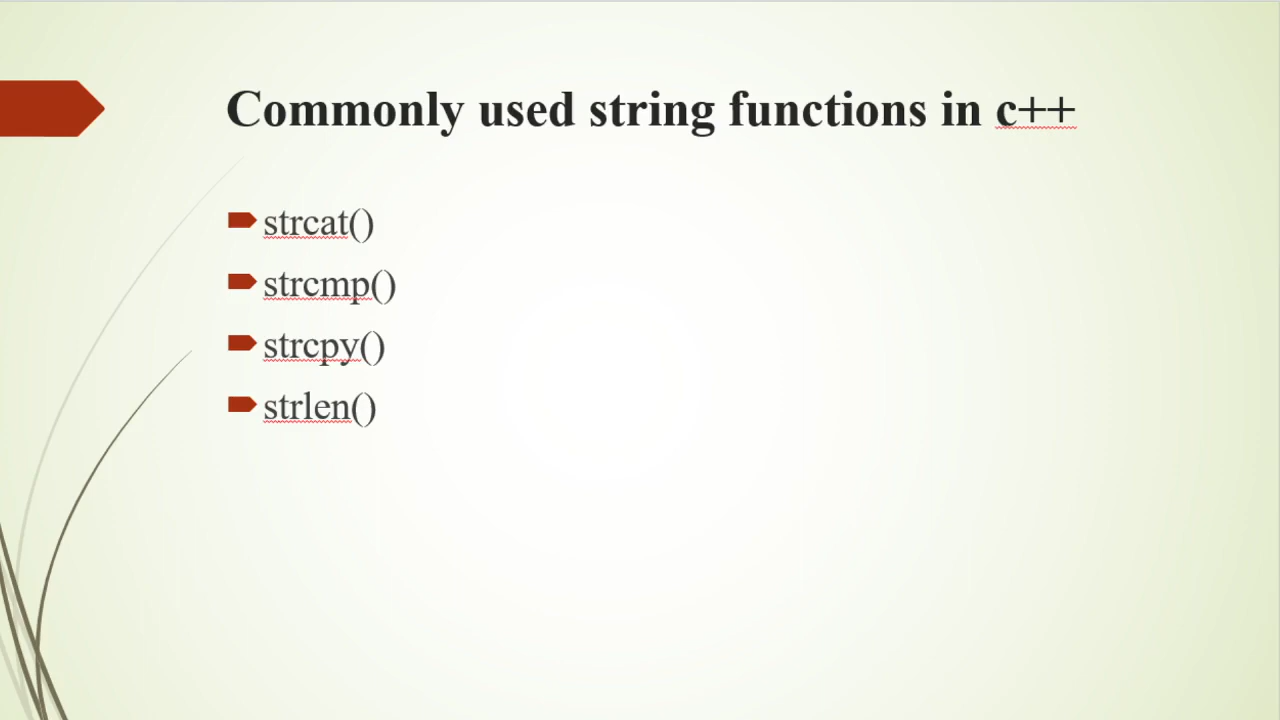 Commonly used string functions in c++
strcat()
strcmp()
strcpy()
strlen()